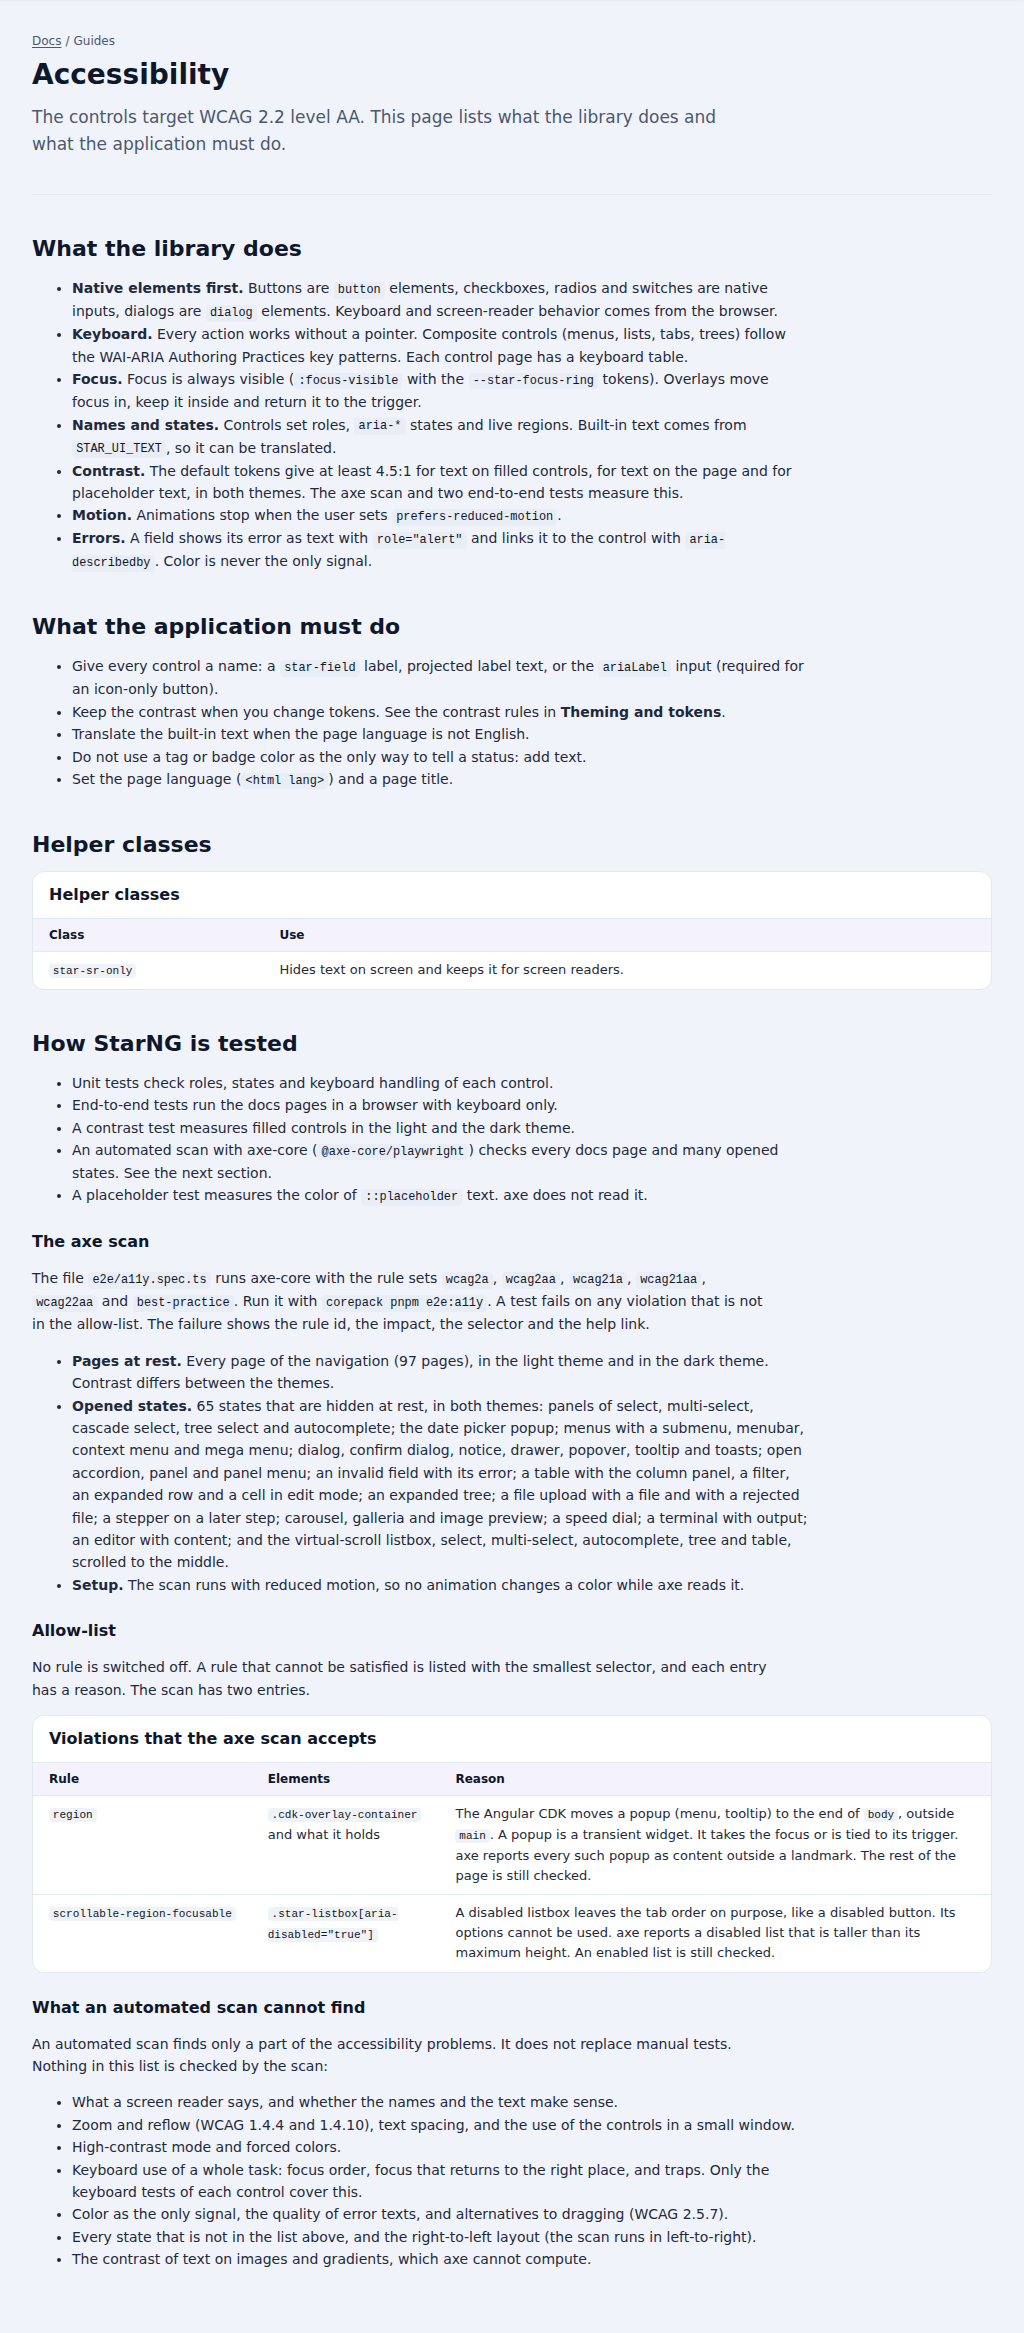 Docs / Guides
Accessibility
The controls target WCAG 2.2 level AA. This page lists what the library does and
what the application must do.
What the library does
• Native elements first. Buttons are button elements, checkboxes, radios and switches are native
inputs, dialogs are dialog elements. Keyboard and screen-reader behavior comes from the browser.
• Keyboard. Every action works without a pointer. Composite controls (menus, lists, tabs, trees) follow
the WAI-ARIA Authoring Practices key patterns. Each control page has a keyboard table.
• Focus. Focus is always visible (:focus-visible with the --star-focus-ring tokens). Overlays move
focus in, keep it inside and return it to the trigger.
• Names and states. Controls set roles, aria-* states and live regions. Built-in text comes from
STAR_UI_TEXT, so it can be translated.
• Contrast. The default tokens give at least 4.5:1 for text on filled controls, for text on the page and for
placeholder text, in both themes. The axe scan and two end-to-end tests measure this.
• Motion. Animations stop when the user sets prefers-reduced-motion.
• Errors. A field shows its error as text with role="alert" and links it to the control with aria-
describedby. Color is never the only signal.
What the application must do
• Give every control a name: a star-field label, projected label text, or the ariaLabel input (required for
an icon-only button).
• Keep the contrast when you change tokens. See the contrast rules in Theming and tokens.
• Translate the built-in text when the page language is not English.
• Do not use a tag or badge color as the only way to tell a status: add text.
• Set the page language (<html lang>) and a page title.
Helper classes
Helper classes
Class Use
star-sr-only Hides text on screen and keeps it for screen readers.
How StarNG is tested
• Unit tests check roles, states and keyboard handling of each control.
• End-to-end tests run the docs pages in a browser with keyboard only.
• A contrast test measures filled controls in the light and the dark theme.
• An automated scan with axe-core (@axe-core/playwright) checks every docs page and many opened
states. See the next section.
• A placeholder test measures the color of ::placeholder text. axe does not read it.
The axe scan
The file e2e/a11y.spec.ts runs axe-core with the rule sets wcag2a, wcag2aa, wcag21a, wcag21aa,
wcag22aa and best-practice. Run it with corepack pnpm e2e:a11y. A test fails on any violation that is not
in the allow-list. The failure shows the rule id, the impact, the selector and the help link.
• Pages at rest. Every page of the navigation (97 pages), in the light theme and in the dark theme.
Contrast differs between the themes.
• Opened states. 65 states that are hidden at rest, in both themes: panels of select, multi-select,
cascade select, tree select and autocomplete; the date picker popup; menus with a submenu, menubar,
context menu and mega menu; dialog, confirm dialog, notice, drawer, popover, tooltip and toasts; open
accordion, panel and panel menu; an invalid field with its error; a table with the column panel, a filter,
an expanded row and a cell in edit mode; an expanded tree; a file upload with a file and with a rejected
file; a stepper on a later step; carousel, galleria and image preview; a speed dial; a terminal with output;
an editor with content; and the virtual-scroll listbox, select, multi-select, autocomplete, tree and table,
scrolled to the middle.
• Setup. The scan runs with reduced motion, so no animation changes a color while axe reads it.
Allow-list
No rule is switched off. A rule that cannot be satisfied is listed with the smallest selector, and each entry
has a reason. The scan has two entries.
Violations that the axe scan accepts
Rule Elements Reason
region .cdk-overlay-container The Angular CDK moves a popup (menu, tooltip) to the end of body, outside
and what it holds main. A popup is a transient widget. It takes the focus or is tied to its trigger.
axe reports every such popup as content outside a landmark. The rest of the
page is still checked.
scrollable-region-focusable .star-listbox[aria- A disabled listbox leaves the tab order on purpose, like a disabled button. Its
disabled="true"] options cannot be used. axe reports a disabled list that is taller than its
maximum height. An enabled list is still checked.
What an automated scan cannot find
An automated scan finds only a part of the accessibility problems. It does not replace manual tests.
Nothing in this list is checked by the scan:
• What a screen reader says, and whether the names and the text make sense.
• Zoom and reflow (WCAG 1.4.4 and 1.4.10), text spacing, and the use of the controls in a small window.
• High-contrast mode and forced colors.
• Keyboard use of a whole task: focus order, focus that returns to the right place, and traps. Only the
keyboard tests of each control cover this.
• Color as the only signal, the quality of error texts, and alternatives to dragging (WCAG 2.5.7).
• Every state that is not in the list above, and the right-to-left layout (the scan runs in left-to-right).
• The contrast of text on images and gradients, which axe cannot compute.